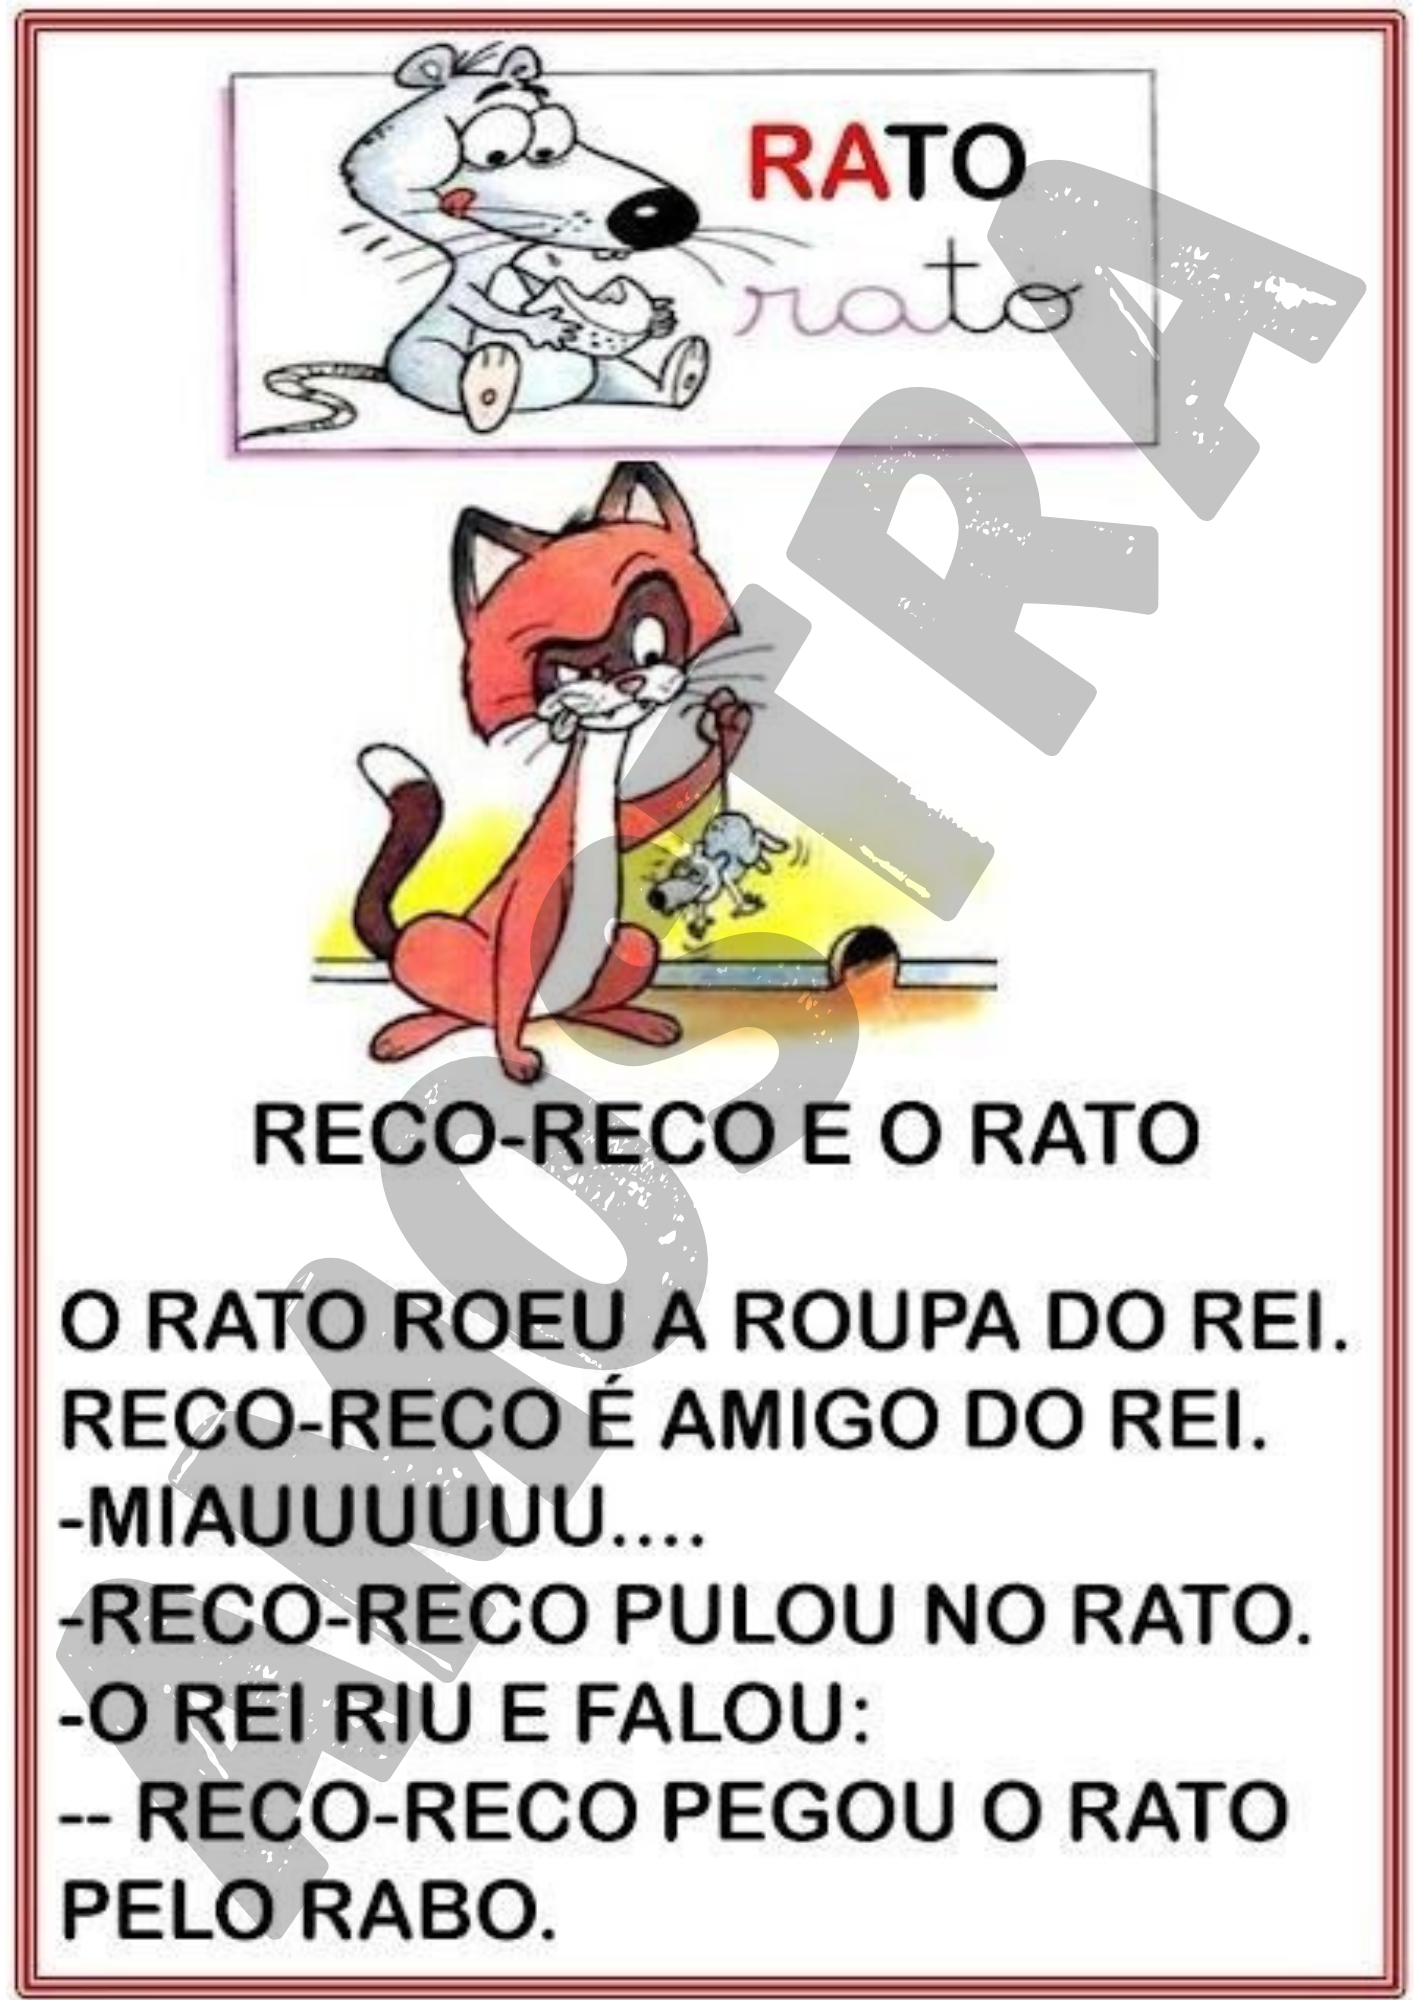 RATO
rato
RECO-RECO E O RATO
O RATO ROEU A ROUPA DO REI.
RECO-RECO É AMIGO DO REI.
-MIAUUUUUUU....
-RECO-RECO PULOU NO RATO.
-O REI RIU E FALOU:
-- RECO-RECO PEGOU O RATO
PELO RABO.
AMOSTRA